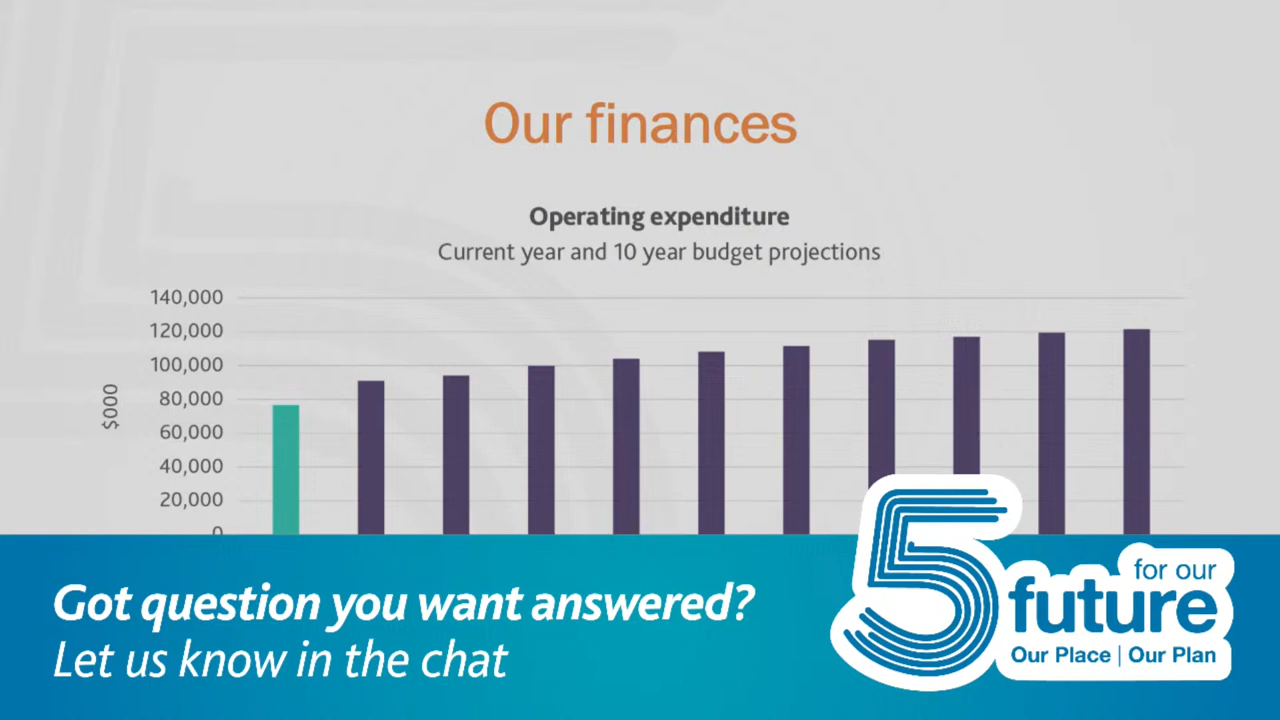 Our finances
Operating expenditure
Current year and 10 year budget projections
140,000
120,000
100,000
80,000
60,000
40,000
20,000
0
$000
Got question you want answered?
Let us know in the chat
5
for our
future
Our Place | Our Plan